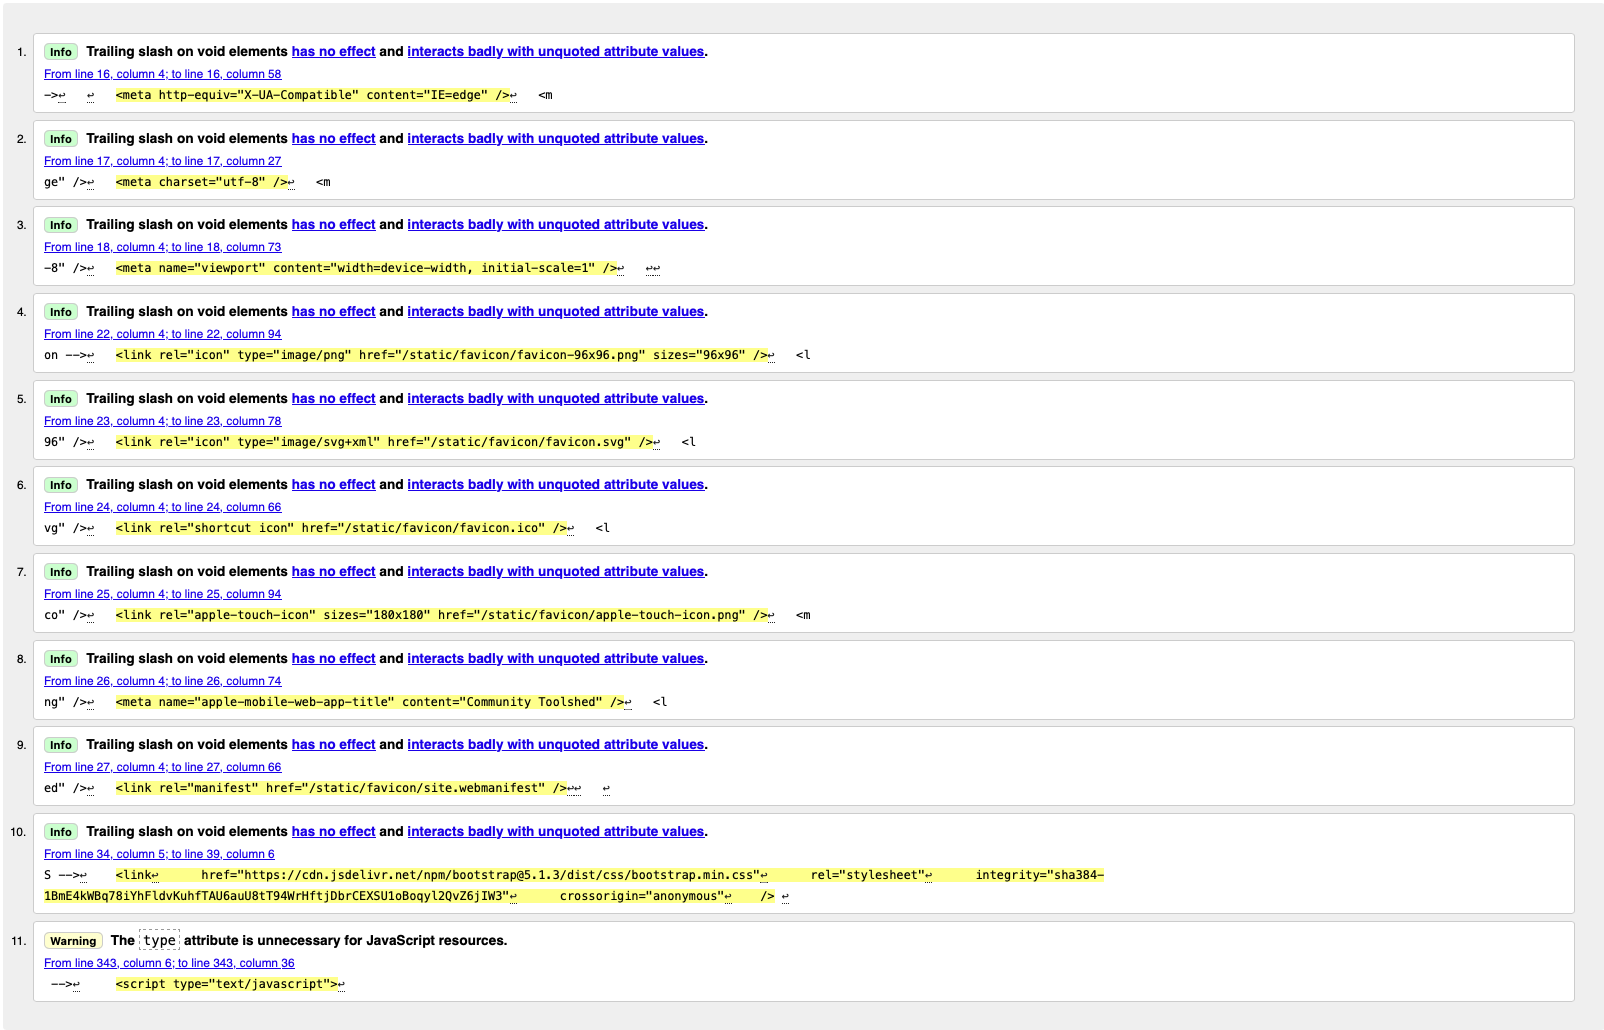 1. Info Trailing slash on void elements has no effect and interacts badly with unquoted attribute values.
From line 16, column 4; to line 16, column 58
-->↩   ↩   <meta http-equiv="X-UA-Compatible" content="IE=edge" />↩   <m
2. Info Trailing slash on void elements has no effect and interacts badly with unquoted attribute values.
From line 17, column 4; to line 17, column 27
ge" />↩   <meta charset="utf-8" />↩   <m
3. Info Trailing slash on void elements has no effect and interacts badly with unquoted attribute values.
From line 18, column 4; to line 18, column 73
-8" />↩   <meta name="viewport" content="width=device-width, initial-scale=1" />↩   ↩↩
4. Info Trailing slash on void elements has no effect and interacts badly with unquoted attribute values.
From line 22, column 4; to line 22, column 94
on -->↩   <link rel="icon" type="image/png" href="/static/favicon/favicon-96x96.png" sizes="96x96" />↩   <l
5. Info Trailing slash on void elements has no effect and interacts badly with unquoted attribute values.
From line 23, column 4; to line 23, column 78
96" />↩   <link rel="icon" type="image/svg+xml" href="/static/favicon/favicon.svg" />↩   <l
6. Info Trailing slash on void elements has no effect and interacts badly with unquoted attribute values.
From line 24, column 4; to line 24, column 66
vg" />↩   <link rel="shortcut icon" href="/static/favicon/favicon.ico" />↩   <l
7. Info Trailing slash on void elements has no effect and interacts badly with unquoted attribute values.
From line 25, column 4; to line 25, column 94
co" />↩   <link rel="apple-touch-icon" sizes="180x180" href="/static/favicon/apple-touch-icon.png" />↩   <m
8. Info Trailing slash on void elements has no effect and interacts badly with unquoted attribute values.
From line 26, column 4; to line 26, column 74
ng" />↩   <meta name="apple-mobile-web-app-title" content="Community Toolshed" />↩   <l
9. Info Trailing slash on void elements has no effect and interacts badly with unquoted attribute values.
From line 27, column 4; to line 27, column 66
ed" />↩   <link rel="manifest" href="/static/favicon/site.webmanifest" />↩↩   ↩
10. Info Trailing slash on void elements has no effect and interacts badly with unquoted attribute values.
From line 34, column 5; to line 39, column 6
S -->↩    <link↩      href="https://cdn.jsdelivr.net/npm/bootstrap@5.1.3/dist/css/bootstrap.min.css"↩      rel="stylesheet"↩      integrity="sha384-
1BmE4kWBq78iYhFldvKuhfTAU6auU8tT94WrHftjDbrCEXSU1oBoqyl2QvZ6jIW3"↩      crossorigin="anonymous"↩    /> ↩
11. Warning The type attribute is unnecessary for JavaScript resources.
From line 343, column 6; to line 343, column 36
-->↩     <script type="text/javascript">↩